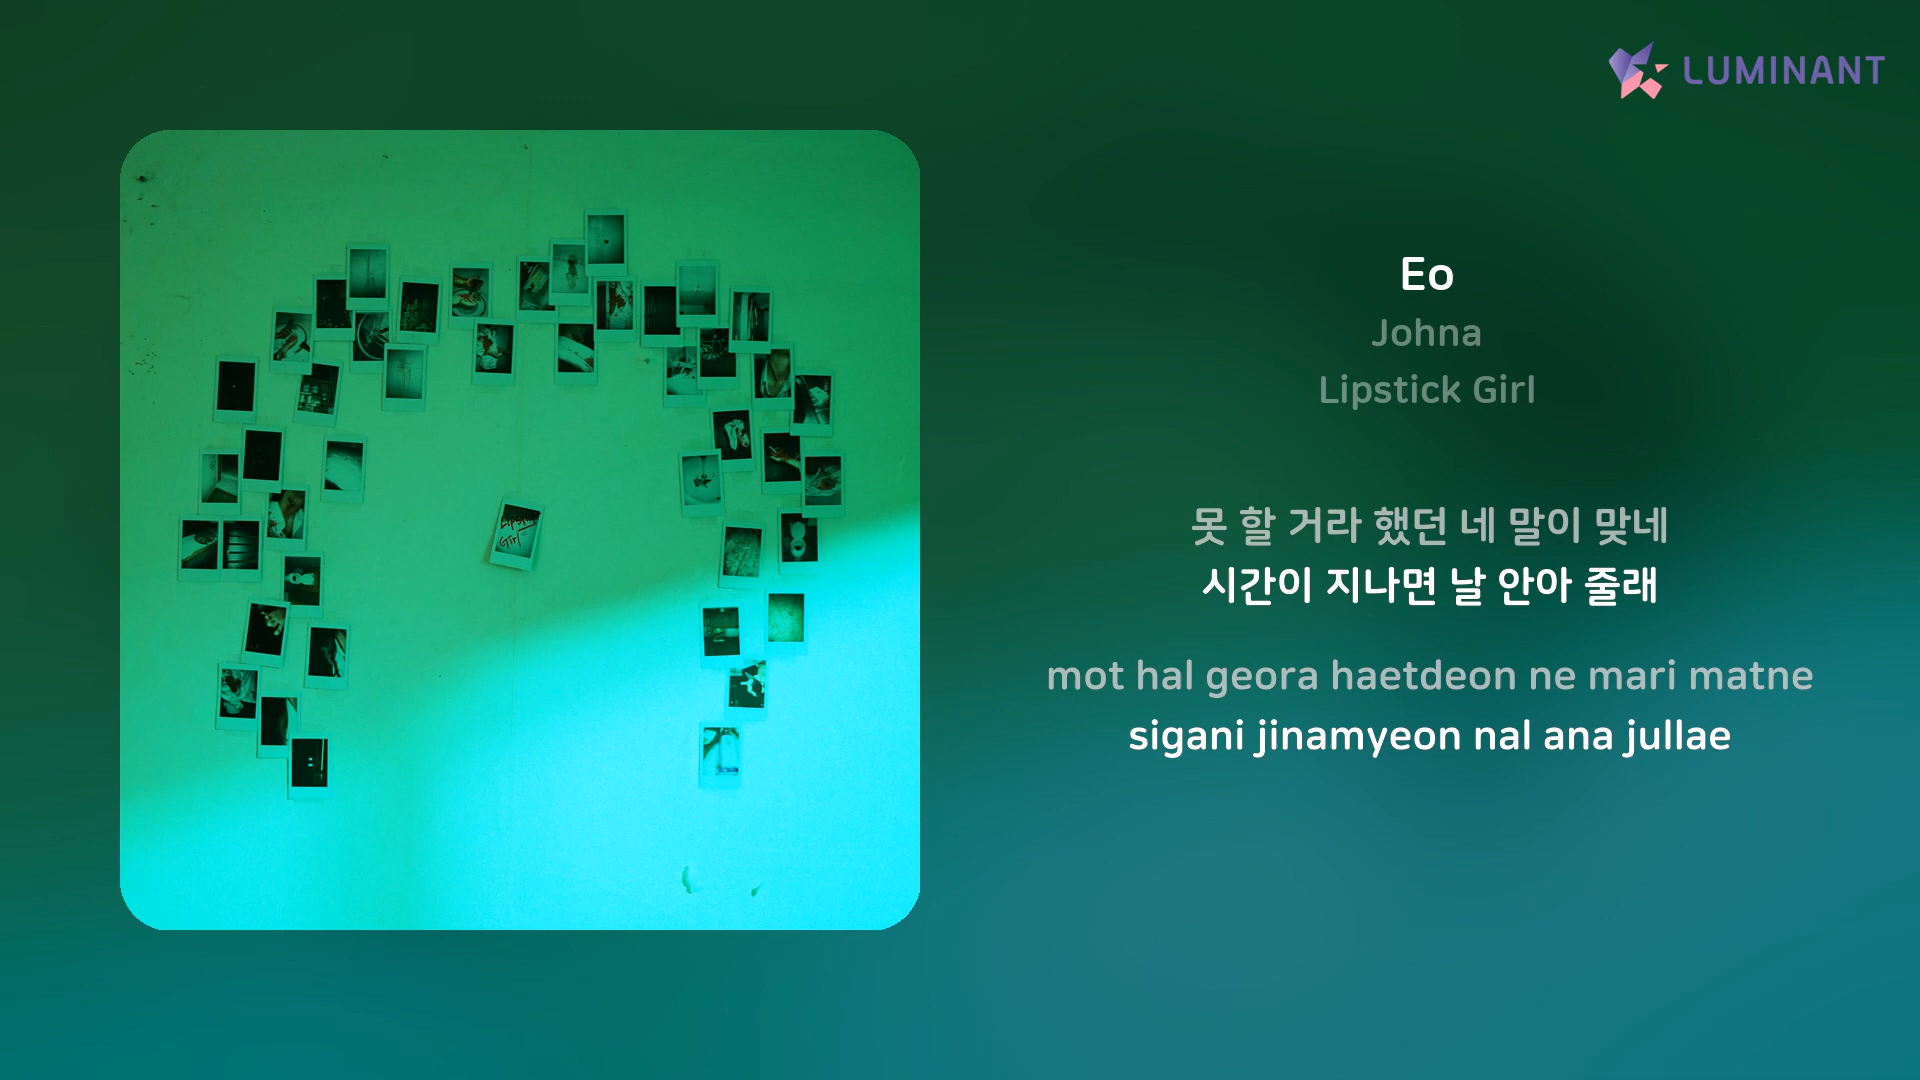 LUMINANT
Eo
Johna
Lipstick Girl
못 할 거라 했던 네 말이 맞네
시간이 지나면 날 안아 줄래
mot hal geora haetdeon ne mari matne
sigani jinamyeon nal ana jullae
Lipstick
Girl